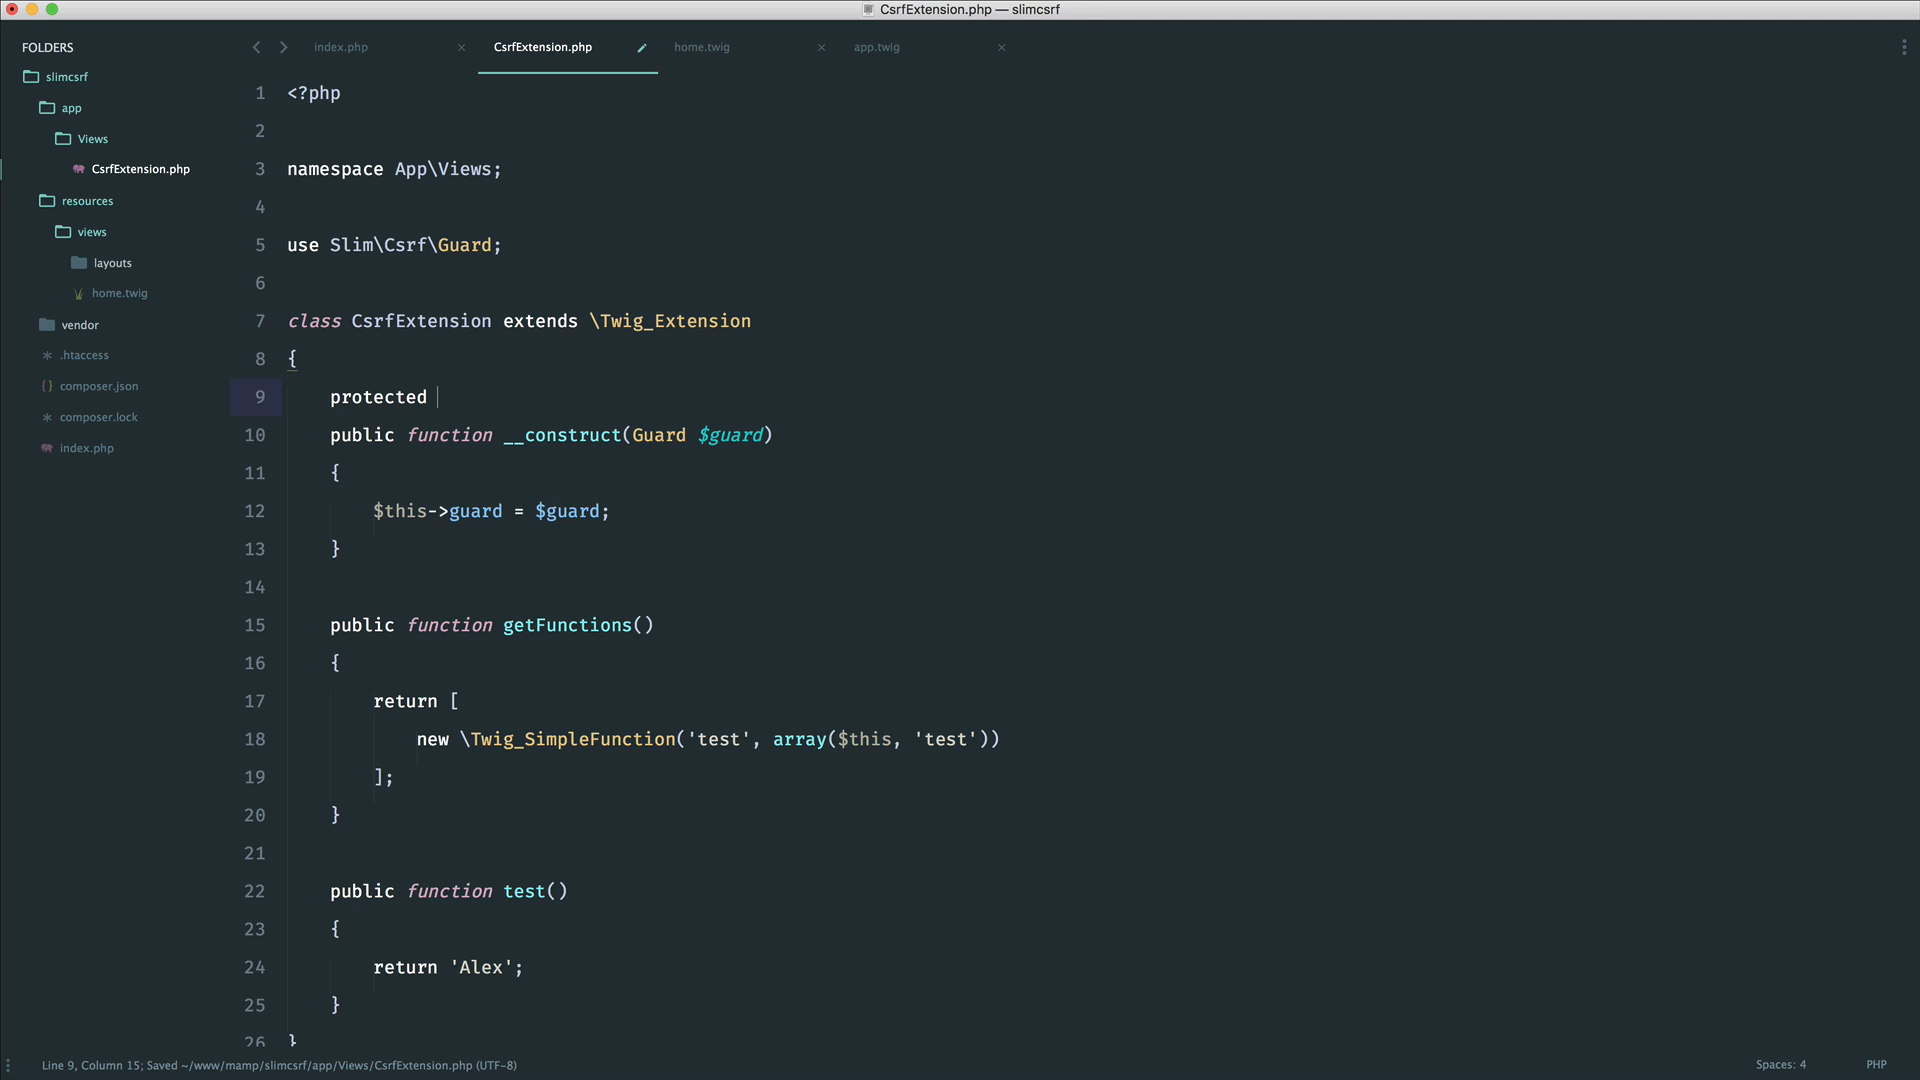 CsrfExtension.php — slimcsrf
FOLDERS
slimcsrf
app
Views
CsrfExtension.php
resources
views
layouts
home.twig
vendor
.htaccess
composer.json
composer.lock
index.php
index.php CsrfExtension.php home.twig app.twig
1 <?php
2
3 namespace App\Views;
4
5 use Slim\Csrf\Guard;
6
7 class CsrfExtension extends \Twig_Extension
8 {
9 protected
10 public function __construct(Guard $guard)
11 {
12 $this->guard = $guard;
13 }
14
15 public function getFunctions()
16 {
17 return [
18 new \Twig_SimpleFunction('test', array($this, 'test'))
19 ];
20 }
21
22 public function test()
23 {
24 return 'Alex';
25 }
26 }
Line 9, Column 15; Saved ~/www/mamp/slimcsrf/app/Views/CsrfExtension.php (UTF-8)
Spaces: 4
PHP